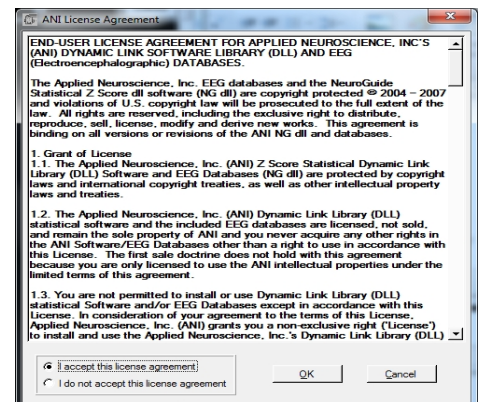 ANI License Agreement
END-USER LICENSE AGREEMENT FOR APPLIED NEUROSCIENCE, INC'S
(ANI) DYNAMIC LINK SOFTWARE LIBRARY (DLL) AND EEG
(Electroencephalographic) DATABASES.
The Applied Neuroscience, Inc. EEG databases and the NeuroGuide
Statistical Z Score dll software (NG dll) are copyright protected © 2004 – 2007
and violations of U.S. copyright law will be prosecuted to the full extent of the
law. All rights are reserved, including the exclusive right to distribute,
reproduce, sell, license, modify and derive new works. This agreement is
binding on all versions or revisions of the ANI NG dll and databases.
1. Grant of License
1.1. The Applied Neuroscience, Inc. (ANI) Z Score Statistical Dynamic Link
Library (DLL) Software and EEG Databases (NG dll) are protected by copyright
laws and international copyright treaties, as well as other intellectual property
laws and treaties.
1.2. The Applied Neuroscience, Inc. (ANI) Dynamic Link Library (DLL)
statistical software and the included EEG databases are licensed, not sold,
and remain the sole property of ANI and you never acquire any other rights in
the ANI Software/EEG Databases other than a right to use in accordance with
this License. The first sale doctrine does not hold with this agreement
because you are only licensed to use the ANI intellectual properties under the
limited terms of this agreement.
1.3. You are not permitted to install or use Dynamic Link Library (DLL)
statistical Software and/or EEG Databases except in accordance with this
License. In consideration of your agreement to the terms of this License,
Applied Neuroscience, Inc. (ANI) grants you a non-exclusive right ('License')
to install and use the Applied Neuroscience, Inc.'s Dynamic Link Library (DLL)
I accept this license agreement
I do not accept this license agreement
OK
Cancel